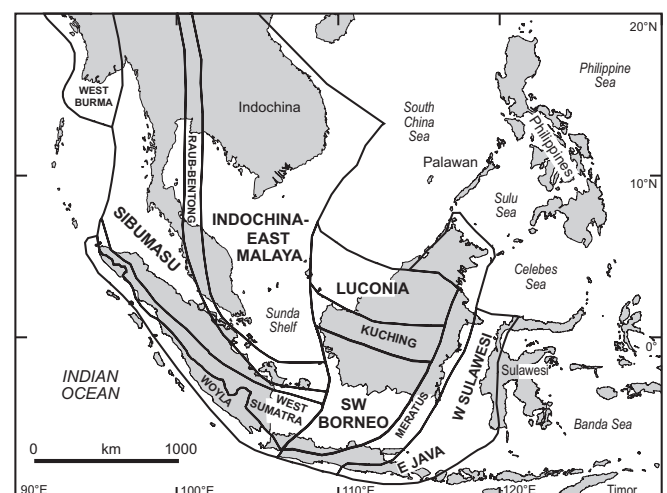 20°N
Philippine
Sea
WEST
BURMA
Indochina
South
China
Sea
Philippines
RAUB-BENTONG
Palawan
10°N
Sulu
Sea
SIBUMASU
INDOCHINA-
EAST
MALAYA
Celebes
Sea
LUCONIA
Sunda
Shelf
KUCHING
0°
INDIAN
OCEAN
WOYLA
WEST
SUMATRA
SW
BORNEO
MERATUS
W SULAWESI
Sulawesi
Banda Sea
E JAVA
0 km 1000
90°E
100°E
110°E
120°E
Timor